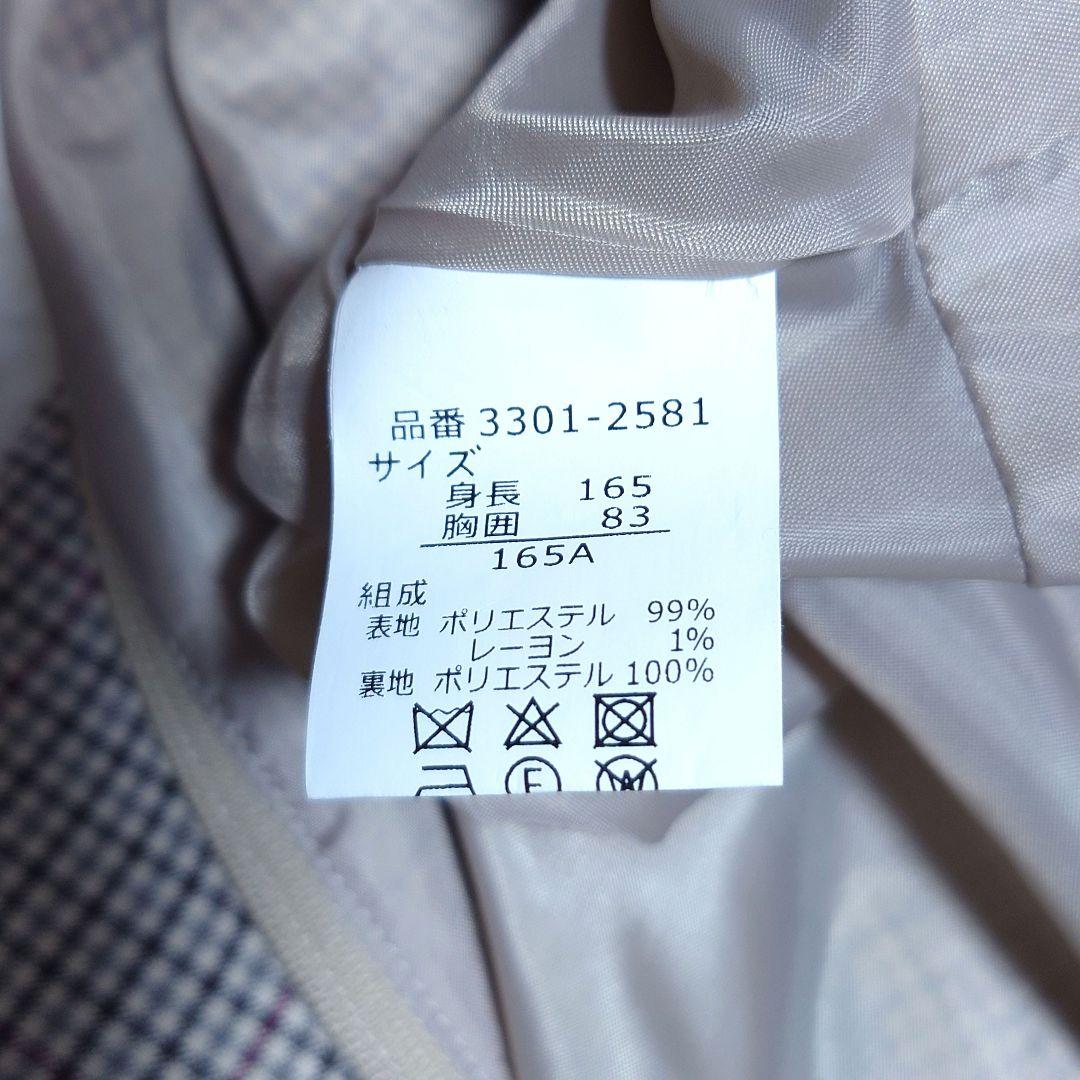 品番 3301-2581
サイズ
身長 165
胸囲 83
165A
組成
表地 ポリエステル 99%
レーヨン 1%
裏地 ポリエステル 100%
F W